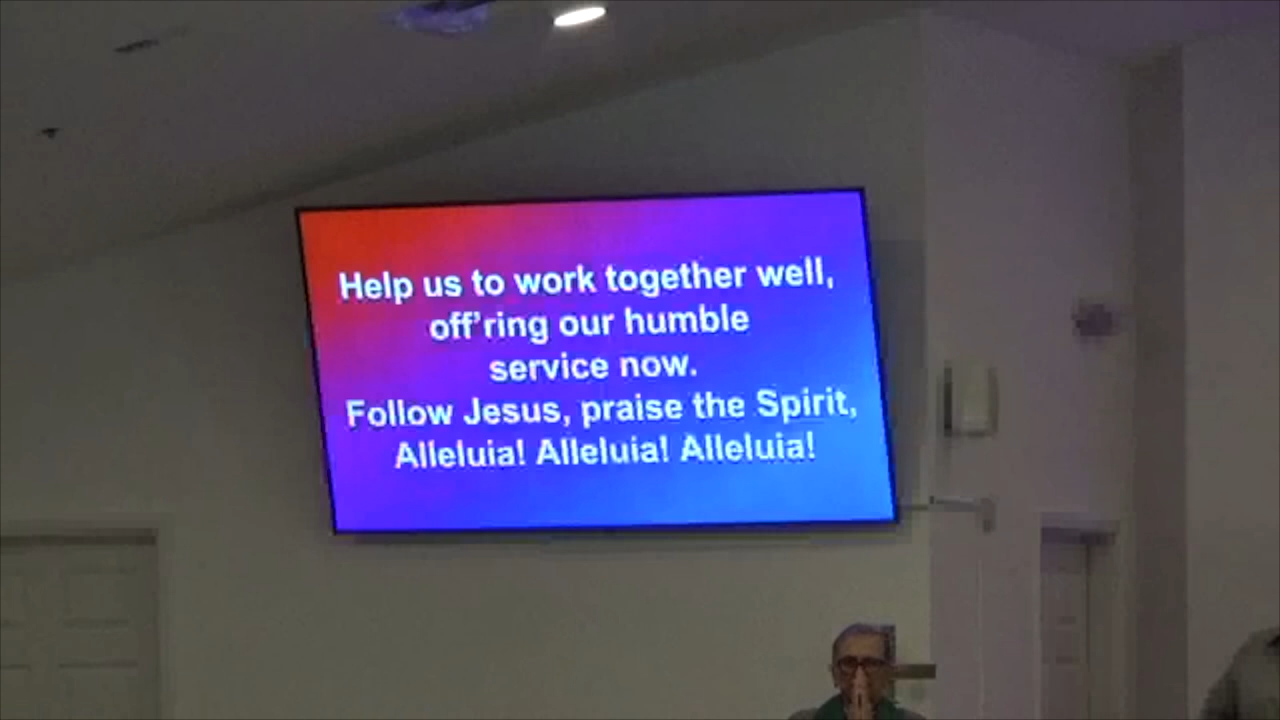 Help us to work together well,
off’ring our humble
service now.
Follow Jesus, praise the Spirit,
Alleluia! Alleluia! Alleluia!